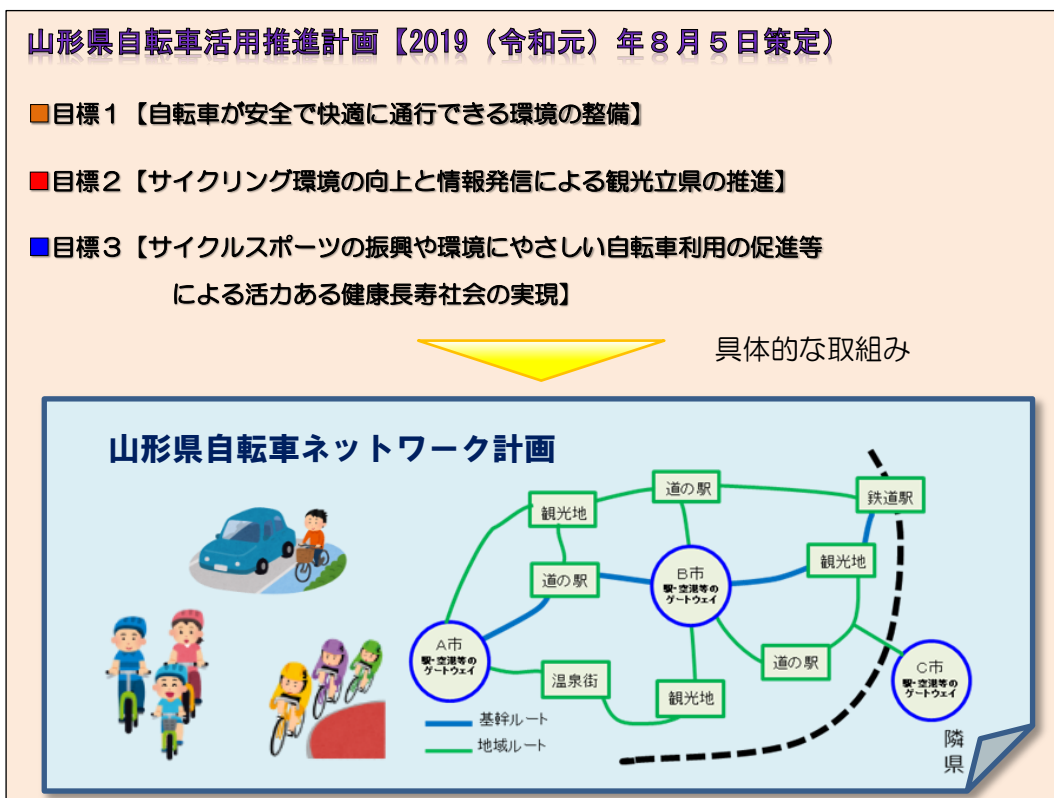 山形県自転車活用推進計画【2019（令和元）年８月５日策定）
■目標１【自転車が安全で快適に通行できる環境の整備】
■目標２【サイクリング環境の向上と情報発信による観光立県の推進】
■目標３【サイクルスポーツの振興や環境にやさしい自転車利用の促進等
による活力ある健康長寿社会の実現】
具体的な取組み
山形県自転車ネットワーク計画
道の駅
鉄道駅
観光地
観光地
道の駅
B市
駅・空港等の
ゲートウェイ
A市
駅・空港等の
ゲートウェイ
道の駅
C市
駅・空港等の
ゲートウェイ
温泉街
観光地
基幹ルート
地域ルート
隣
県